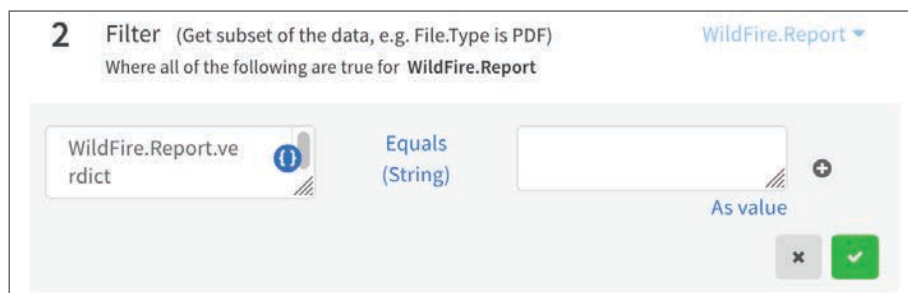 2 Filter (Get subset of the data, e.g. File.Type is PDF) WildFire.Report
Where all of the following are true for WildFire.Report
WildFire.Report.ve
rdict
{}
Equals
(String)
As value